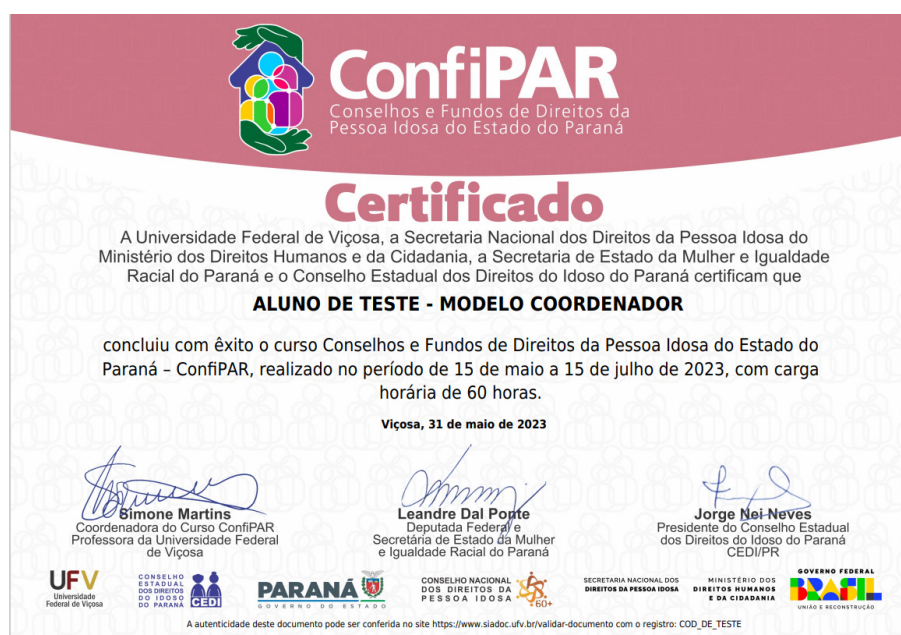 ConfiPAR
Conselhos e Fundos de Direitos da
Pessoa Idosa do Estado do Paraná
Certificado
A Universidade Federal de Viçosa, a Secretaria Nacional dos Direitos da Pessoa Idosa do
Ministério dos Direitos Humanos e da Cidadania, a Secretaria de Estado da Mulher e Igualdade
Racial do Paraná e o Conselho Estadual dos Direitos do Idoso do Paraná certificam que
ALUNO DE TESTE - MODELO COORDENADOR
concluiu com êxito o curso Conselhos e Fundos de Direitos da Pessoa Idosa do Estado do
Paraná – ConfiPAR, realizado no período de 15 de maio a 15 de julho de 2023, com carga
horária de 60 horas.
Viçosa, 31 de maio de 2023
Simone Martins
Coordenadora do Curso ConfiPAR
Professora da Universidade Federal
de Viçosa
Leandre Dal Ponte
Deputada Federal e
Secretária de Estado da Mulher
e Igualdade Racial do Paraná
Jorge Nei Neves
Presidente do Conselho Estadual
dos Direitos do Idoso do Paraná
CEDI/PR
UFV
Universidade
Federal de Viçosa
CONSELHO
ESTADUAL
DOS DIREITOS
DO IDOSO
DO PARANÁ
CEDI
PARANÁ
GOVERNO DO ESTADO
CONSELHO NACIONAL
DOS DIREITOS DA
PESSOA IDOSA
60+
SECRETARIA NACIONAL DOS
DIREITOS DA PESSOA IDOSA
MINISTÉRIO DOS
DIREITOS HUMANOS
E DA CIDADANIA
GOVERNO FEDERAL
BRASIL
UNIÃO E RECONSTRUÇÃO
A autenticidade deste documento pode ser conferida no site https://www.siadoc.ufv.br/validar-documento com o registro: COD_DE_TESTE